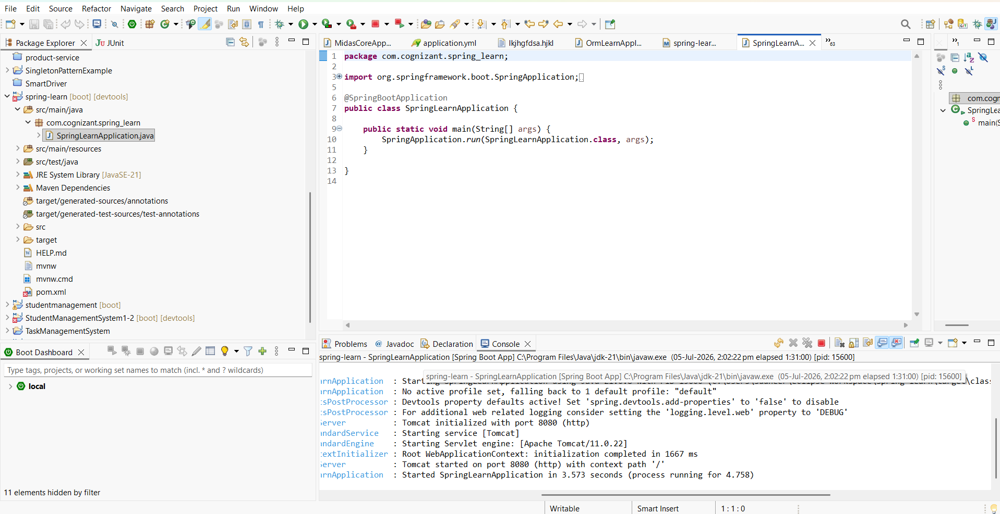 File Edit Source Refactor Navigate Search Project Run Window Help
Package Explorer
JUnit
product-service
SingletonPatternExample
SmartDriver
spring-learn [boot] [devtools]
src/main/java
com.cognizant.spring_learn
SpringLearnApplication.java
src/main/resources
src/test/java
JRE System Library [JavaSE-21]
Maven Dependencies
target/generated-sources/annotations
target/generated-test-sources/test-annotations
src
target
HELP.md
mvnw
mvnw.cmd
pom.xml
studentmanagement [boot]
StudentManagementSystem1-2 [boot] [devtools]
TaskManagementSystem
Boot Dashboard
Type tags, projects, or working set names to match (incl. * and ? wildcards)
local
11 elements hidden by filter
MidasCoreApp...
application.yml
lkjhgfdsa.hjkl
OrmLearnAppl...
spring-lear...
SpringLearnA...
63
1 package com.cognizant.spring_learn;
2
3 import org.springframework.boot.SpringApplication;
5
6 @SpringBootApplication
7 public class SpringLearnApplication {
8
9 public static void main(String[] args) {
10 SpringApplication.run(SpringLearnApplication.class, args);
11 }
12
13 }
14
1
com.cogn
SpringLea
main(S
Problems
Javadoc
Declaration
Console
spring-learn - SpringLearnApplication [Spring Boot App] C:\Program Files\Java\jdk-21\bin\javaw.exe (05-Jul-2026, 2:02:22 pm elapsed 1:31:00) [pid: 15600]
spring-learn - SpringLearnApplication [Spring Boot App] C:\Program Files\Java\jdk-21\bin\javaw.exe (05-Jul-2026, 2:02:22 pm elapsed 1:31:00) [pid: 15600]
arnApplication : Starting
arnApplication : No active profile set, falling back to 1 default profile: "default"
tsPostProcessor : Devtools property defaults active! Set 'spring.devtools.add-properties' to 'false' to disable
tsPostProcessor : For additional web related logging consider setting the 'logging.level.web' property to 'DEBUG'
Server : Tomcat initialized with port 8080 (http)
andardService : Starting service [Tomcat]
andardEngine : Starting Servlet engine: [Apache Tomcat/11.0.22]
textInitializer : Root WebApplicationContext: initialization completed in 1667 ms
Server : Tomcat started on port 8080 (http) with context path '/'
arnApplication : Started SpringLearnApplication in 3.573 seconds (process running for 4.758)
Writable
Smart Insert
1 : 1 : 0